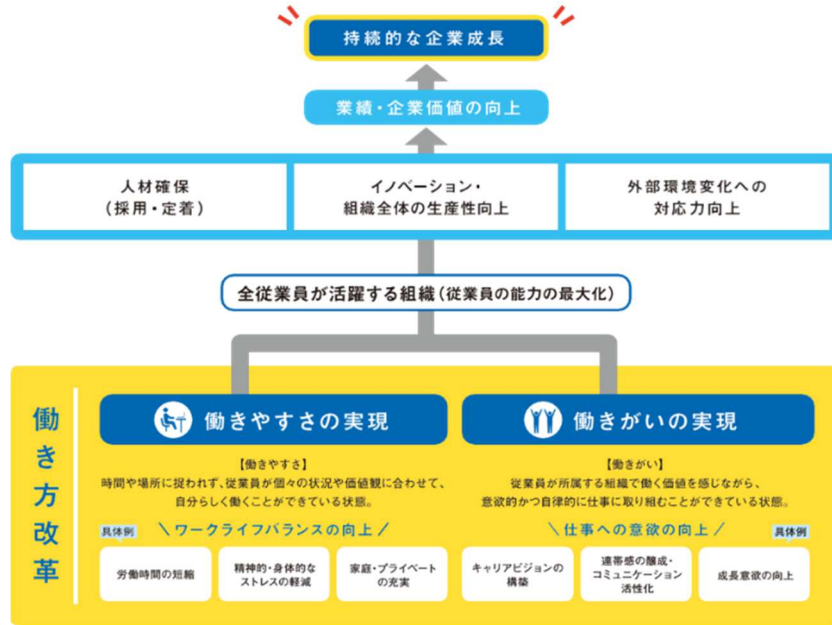 持続的な企業成長
業績・企業価値の向上
人材確保
(採用・定着)
イノベーション・
組織全体の生産性向上
外部環境変化への
対応力向上
全従業員が活躍する組織(従業員の能力の最大化)
働き方改革
働きやすさの実現
【働きやすさ】
時間や場所に捉われず、従業員が個々の状況や価値観に合わせて、
自分らしく働くことができている状態。
具体例
\ワークライフバランスの向上/
労働時間の短縮
精神的・身体的な
ストレスの軽減
家庭・プライベート
の充実
働きがいの実現
【働きがい】
従業員が所属する組織で働く価値を感じながら、
意欲的かつ自律的に仕事に取り組むことができている状態。
\仕事への意欲の向上/
具体例
キャリアビジョンの
構築
連帯感の醸成・
コミュニケーション
活性化
成長意欲の向上